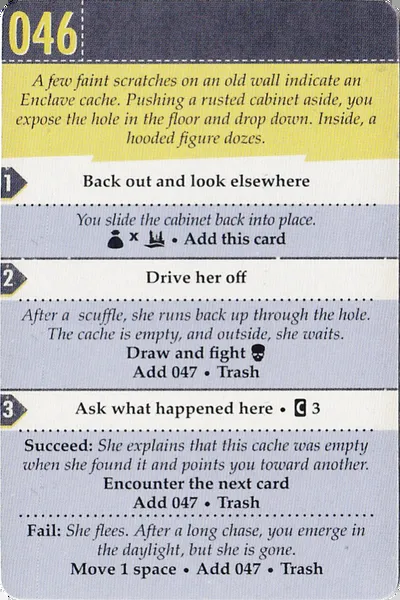 046
A few faint scratches on an old wall indicate an
Enclave cache. Pushing a rusted cabinet aside, you
expose the hole in the floor and drop down. Inside, a
hooded figure dozes.
1
Back out and look elsewhere
You slide the cabinet back into place.
x • Add this card
2
Drive her off
After a scuffle, she runs back up through the hole.
The cache is empty, and outside, she waits.
Draw and fight
Add 047 • Trash
3
Ask what happened here • C 3
Succeed: She explains that this cache was empty
when she found it and points you toward another.
Encounter the next card
Add 047 • Trash
Fail: She flees. After a long chase, you emerge in
the daylight, but she is gone.
Move 1 space • Add 047 • Trash